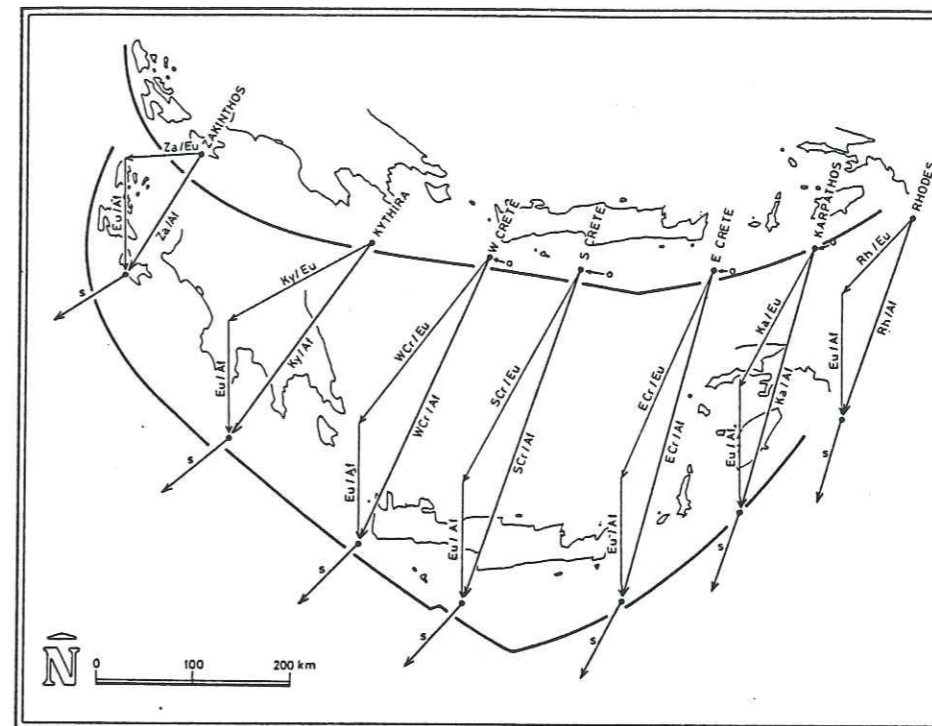 ZAKINTHOS
Za/Eu
Eu/Af
Za/Af
s
KYTHIRA
Ky/Eu
Eu/Af
Ky/Af
s
W CRETE
o
WCr/Eu
Eu/Af
WCr/Af
s
S CRETE
o
SCr/Eu
Eu/Af
SCr/Af
s
E CRETE
o
ECr/Eu
Eu/Af
ECr/Af
s
KARPATHOS
o
Ka/Eu
Eu/Af
Ka/Af
s
RHODES
Rh/Eu
Eu/Af
Rh/Af
s
N
0 100 200 km